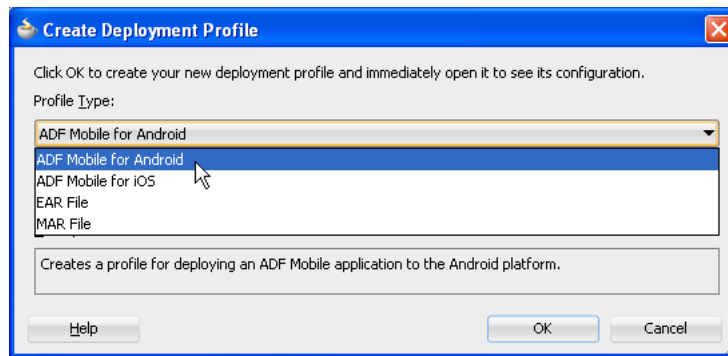 Create Deployment Profile
Click OK to create your new deployment profile and immediately open it to see its configuration.
Profile Type:
ADF Mobile for Android
ADF Mobile for Android
ADF Mobile for iOS
EAR File
MAR File
Creates a profile for deploying an ADF Mobile application to the Android platform.
Help
OK
Cancel